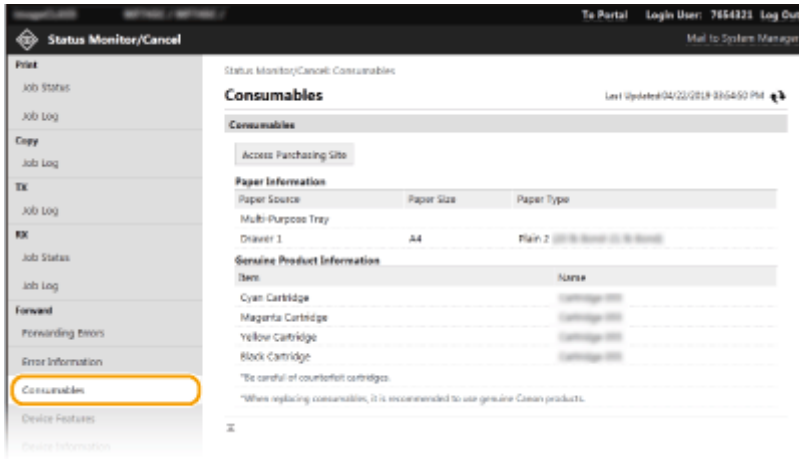 To Portal Login User: 7654321 Log Out
Status Monitor/Cancel
Mail to System Manager
Print
Job Status
Job Log
Copy
Job Log
TX
Job Log
RX
Job Status
Job Log
Forward
Forwarding Errors
Error Information
Consumables
Device Features
Device Information
Status Monitor/Cancel: Consumables
Consumables
Last Updated:04/22/2019 03:54:50 PM
Consumables
Access Purchasing Site
Paper Information
Paper Source Paper Size Paper Type
Multi-Purpose Tray
Drawer 1 A4 Plain 2
Genuine Product Information
Item Name
Cyan Cartridge
Magenta Cartridge
Yellow Cartridge
Black Cartridge
*Be careful of counterfeit cartridges.
*When replacing consumables, it is recommended to use genuine Canon products.